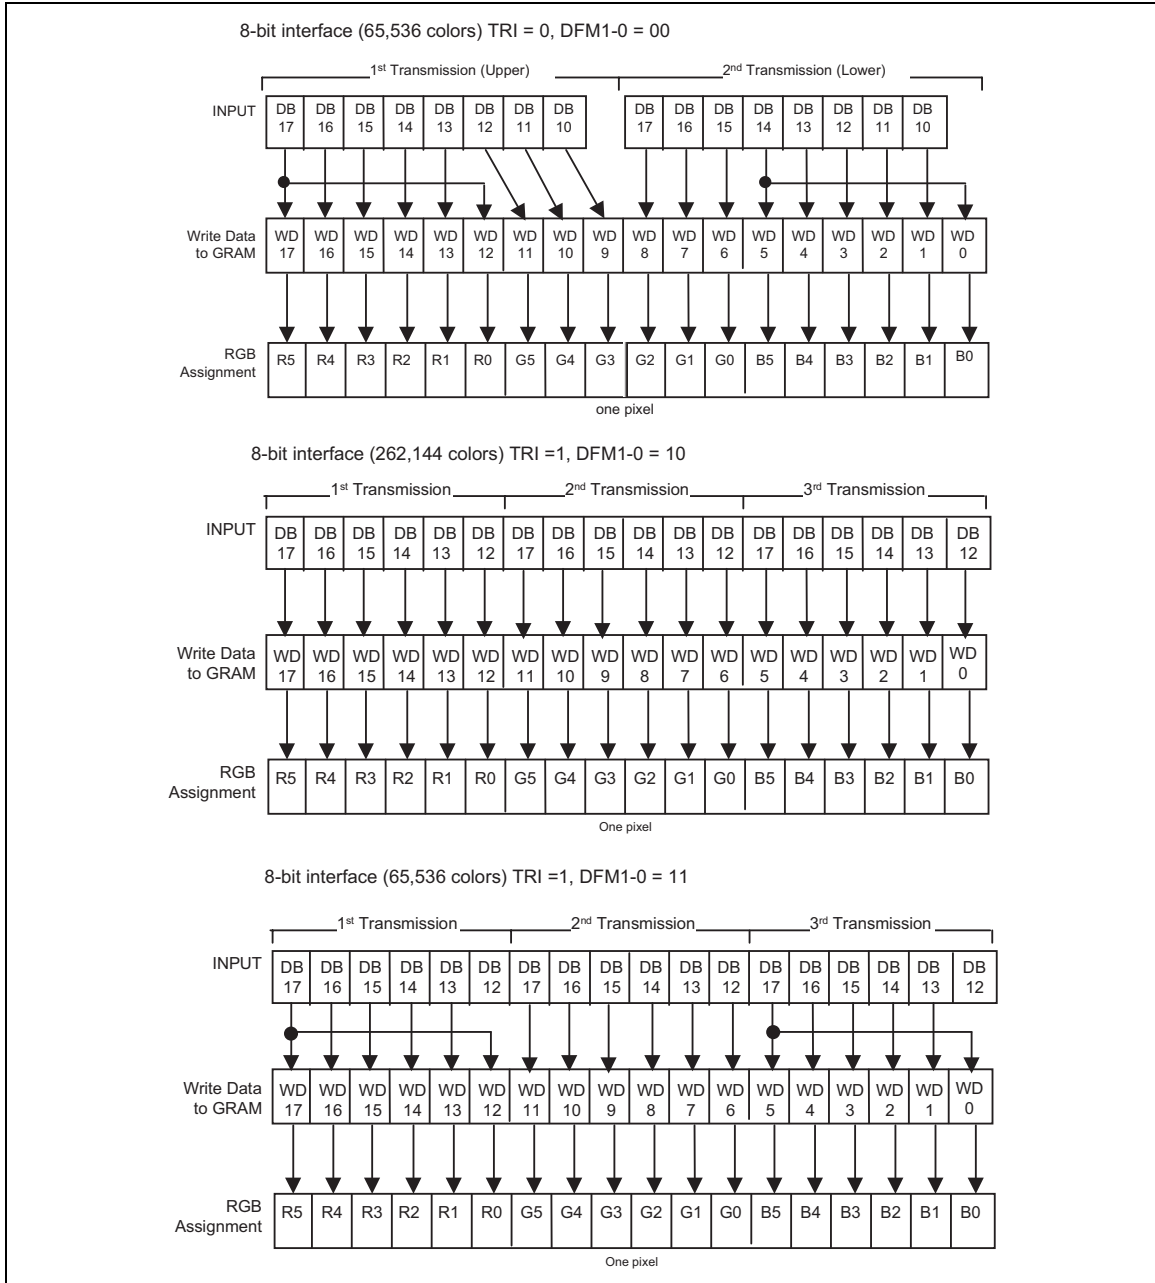 8-bit interface (65,536 colors) TRI = 0, DFM1-0 = 00
1st Transmission (Upper) 2nd Transmission (Lower)
INPUT DB 17 DB 16 DB 15 DB 14 DB 13 DB 12 DB 11 DB 10 DB 17 DB 16 DB 15 DB 14 DB 13 DB 12 DB 11 DB 10
Write Data to GRAM WD 17 WD 16 WD 15 WD 14 WD 13 WD 12 WD 11 WD 10 WD 9 WD 8 WD 7 WD 6 WD 5 WD 4 WD 3 WD 2 WD 1 WD 0
RGB Assignment R5 R4 R3 R2 R1 R0 G5 G4 G3 G2 G1 G0 B5 B4 B3 B2 B1 B0
one pixel
8-bit interface (262,144 colors) TRI =1, DFM1-0 = 10
1st Transmission 2nd Transmission 3rd Transmission
INPUT DB 17 DB 16 DB 15 DB 14 DB 13 DB 12 DB 17 DB 16 DB 15 DB 14 DB 13 DB 12 DB 17 DB 16 DB 15 DB 14 DB 13 DB 12
Write Data to GRAM WD 17 WD 16 WD 15 WD 14 WD 13 WD 12 WD 11 WD 10 WD 9 WD 8 WD 7 WD 6 WD 5 WD 4 WD 3 WD 2 WD 1 WD 0
RGB Assignment R5 R4 R3 R2 R1 R0 G5 G4 G3 G2 G1 G0 B5 B4 B3 B2 B1 B0
One pixel
8-bit interface (65,536 colors) TRI =1, DFM1-0 = 11
1st Transmission 2nd Transmission 3rd Transmission
INPUT DB 17 DB 16 DB 15 DB 14 DB 13 DB 12 DB 17 DB 16 DB 15 DB 14 DB 13 DB 12 DB 17 DB 16 DB 15 DB 14 DB 13 DB 12
Write Data to GRAM WD 17 WD 16 WD 15 WD 14 WD 13 WD 12 WD 11 WD 10 WD 9 WD 8 WD 7 WD 6 WD 5 WD 4 WD 3 WD 2 WD 1 WD 0
RGB Assignment R5 R4 R3 R2 R1 R0 G5 G4 G3 G2 G1 G0 B5 B4 B3 B2 B1 B0
One pixel